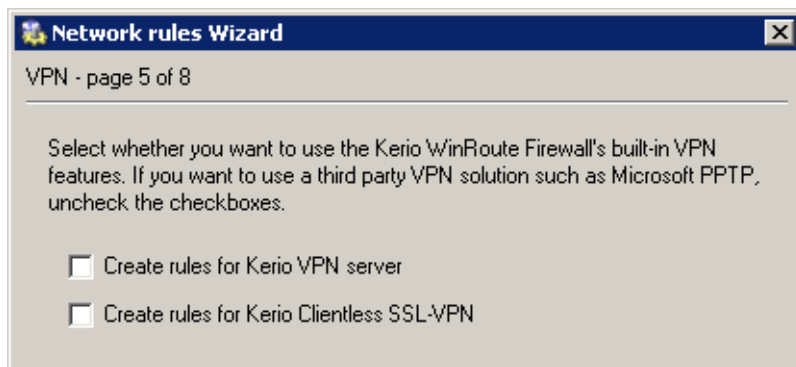 Network rules Wizard
VPN - page 5 of 8
Select whether you want to use the Kerio WinRoute Firewall's built-in VPN
features. If you want to use a third party VPN solution such as Microsoft PPTP,
uncheck the checkboxes.
Create rules for Kerio VPN server
Create rules for Kerio Clientless SSL-VPN